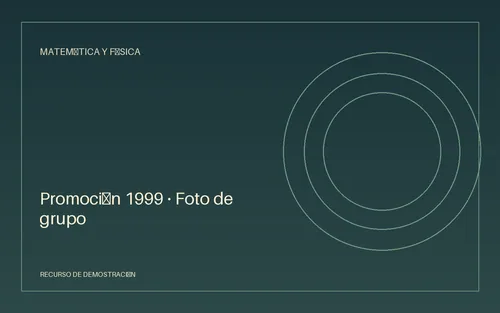 MATEM☒TICA Y F☒SICA
Promoci☒n 1999 · Foto de
grupo
RECURSO DE DEMOSTRACI☒N